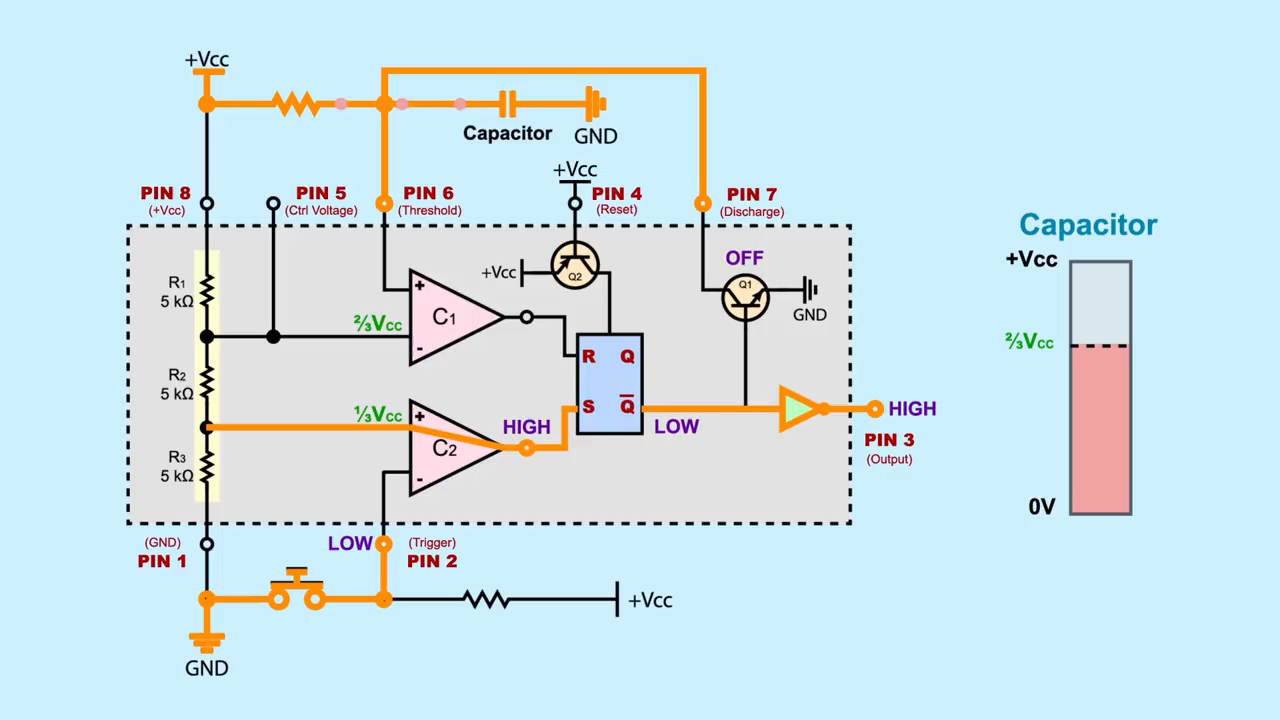 +Vcc
Capacitor
GND
+Vcc
PIN 8
(+Vcc)
PIN 5
(Ctrl Voltage)
PIN 6
(Threshold)
PIN 4
(Reset)
PIN 7
(Discharge)
Capacitor
+Vcc
⅔Vcc
0V
R1
5 kΩ
+Vcc
Q2
OFF
Q1
GND
+
C1
⅔Vcc
-
R Q
S Q̅
R2
5 kΩ
⅓Vcc
+
C2
-
HIGH
LOW
HIGH
PIN 3
(Output)
R3
5 kΩ
(GND)
PIN 1
LOW
(Trigger)
PIN 2
+Vcc
GND